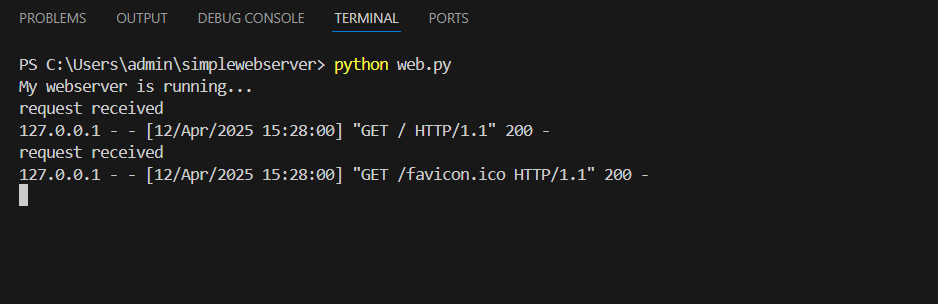 PROBLEMS OUTPUT DEBUG CONSOLE TERMINAL PORTS
PS C:\Users\admin\simplewebserver> python web.py
My webserver is running...
request received
127.0.0.1 - - [12/Apr/2025 15:28:00] "GET / HTTP/1.1" 200 -
request received
127.0.0.1 - - [12/Apr/2025 15:28:00] "GET /favicon.ico HTTP/1.1" 200 -